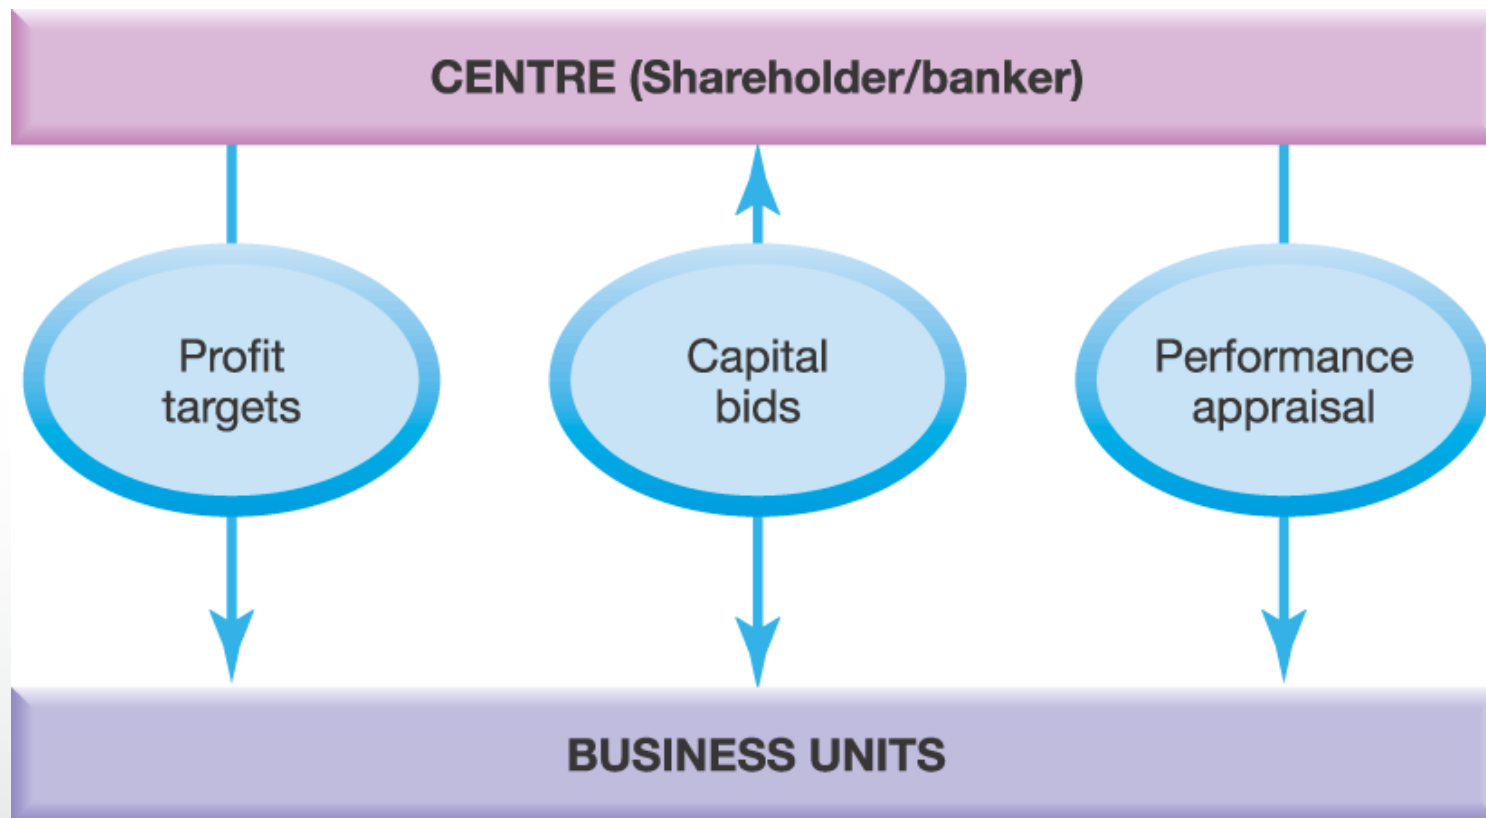 CENTRE (Shareholder/banker)
Profit
targets
Capital
bids
Performance
appraisal
BUSINESS UNITS